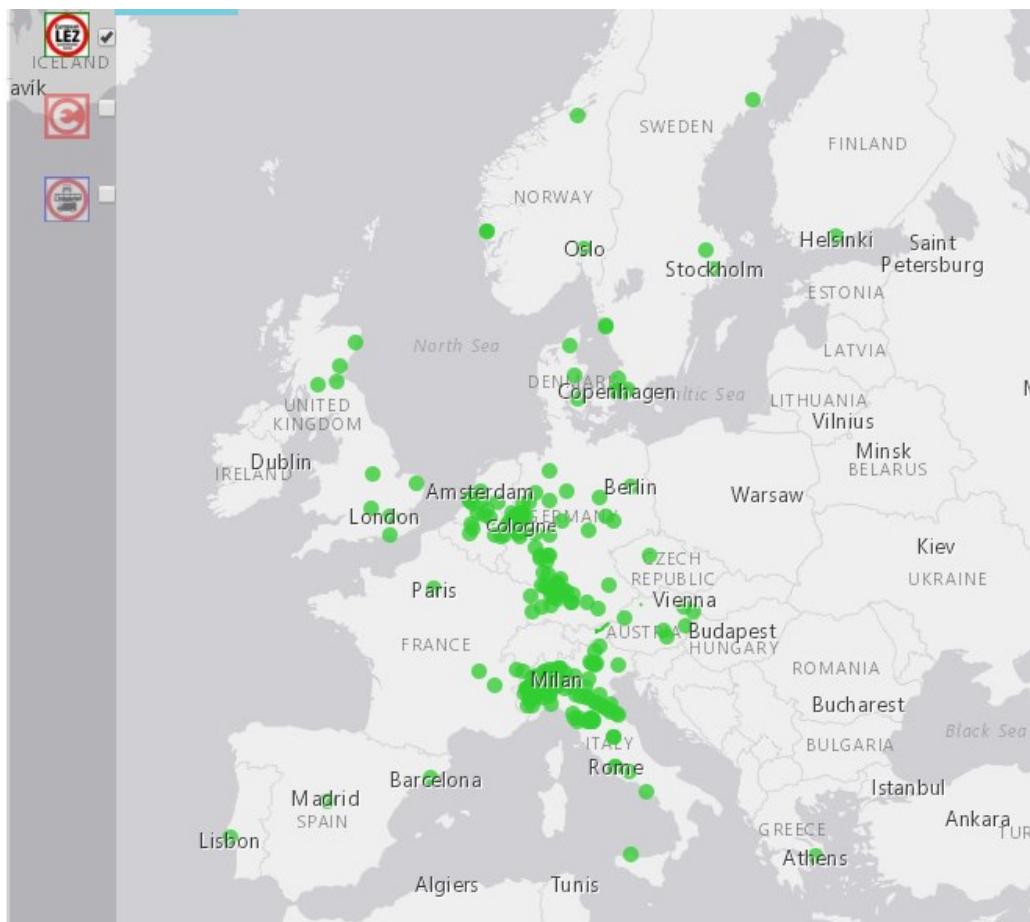 LEZ
ICELAND
avík
SWEDEN
FINLAND
NORWAY
Oslo
Helsinki
Saint
Petersburg
Stockholm
ESTONIA
North Sea
LATVIA
DENMARK
Copenhagen
altic Sea
LITHUANIA
Vilnius
UNITED
KINGDOM
Minsk
BELARUS
Dublin
IRELAND
Amsterdam
Berlin
Warsaw
London
Cologne
GERMANY
Kiev
UKRAINE
CZECH
REPUBLIC
Paris
Vienna
AUSTRIA
Budapest
HUNGARY
FRANCE
ROMANIA
Milan
Bucharest
Black Sea
ITALY
BULGARIA
Rome
Barcelona
Istanbul
Madrid
SPAIN
Ankara
TUR
GREECE
Lisbon
Athens
Algiers
Tunis